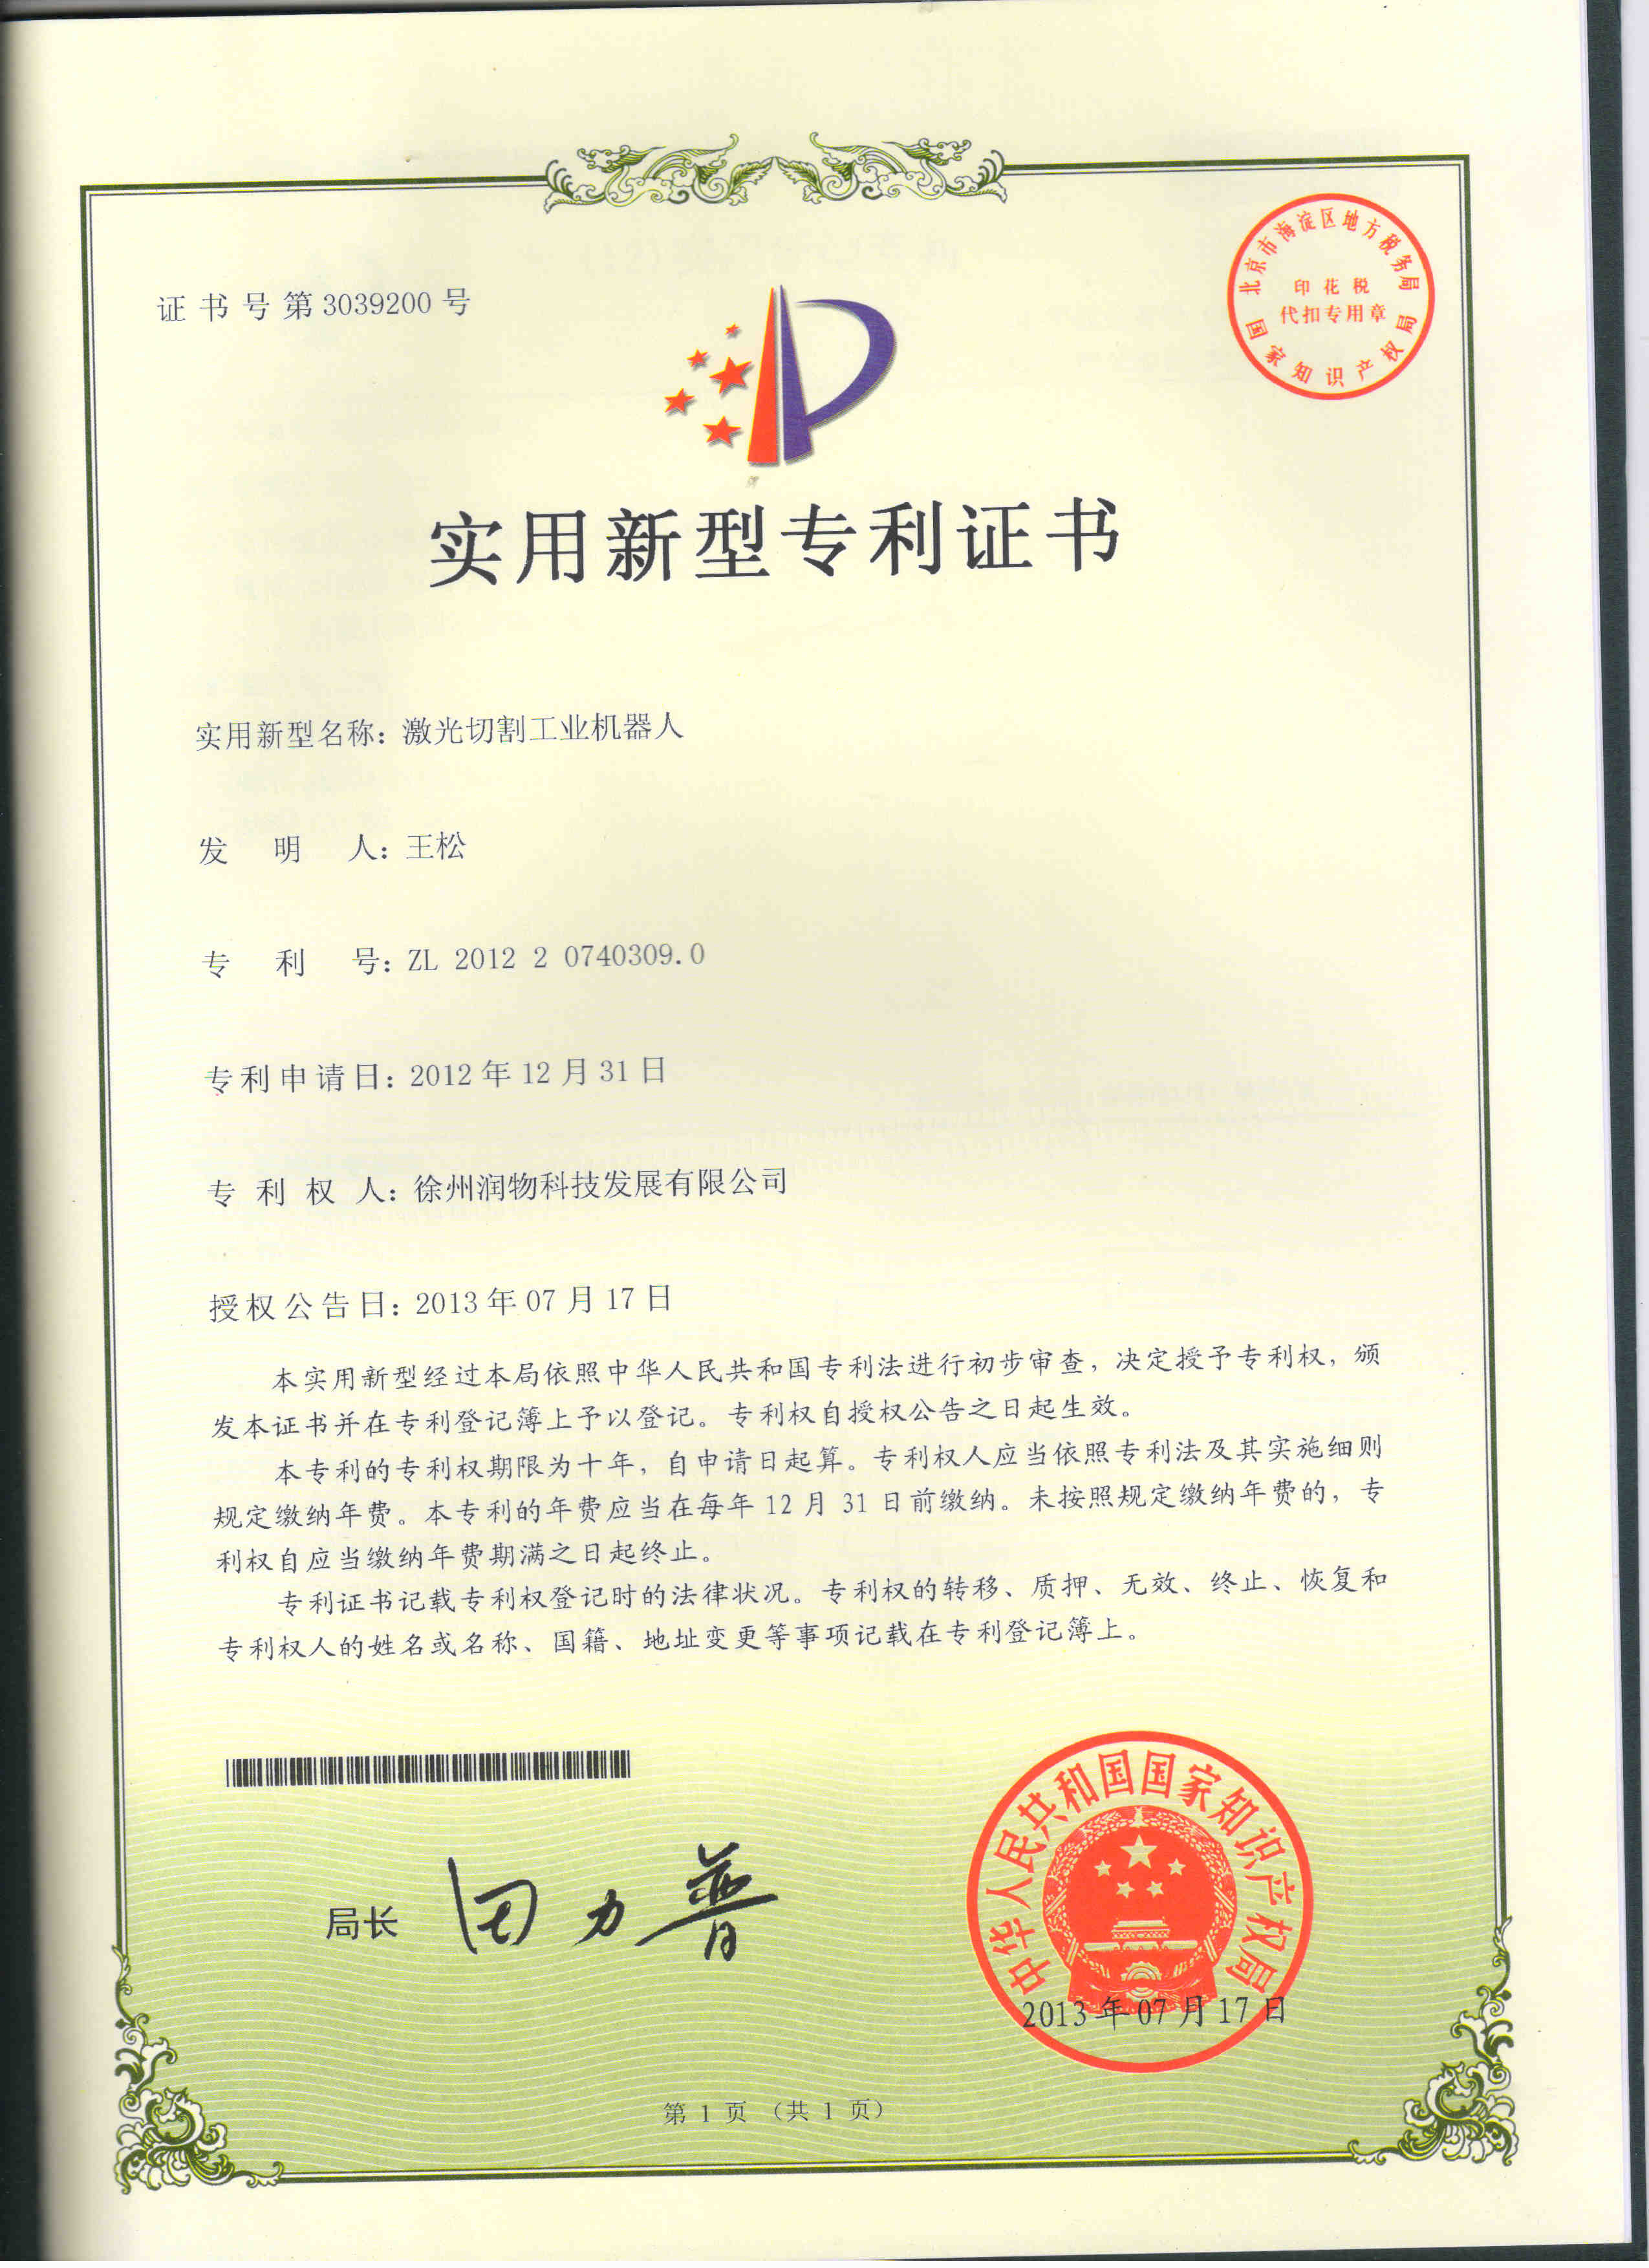 证书号第3039200号
北京市海淀区地方税务局
印花税
代扣专用章
国家知识产权局
实用新型专利证书
实用新型名称：激光切割工业机器人
发明人：王松
专利号：ZL 2012 2 0740309.0
专利申请日：2012年12月31日
专利权人：徐州润物科技发展有限公司
授权公告日：2013年07月17日
本实用新型经过本局依照中华人民共和国专利法进行初步审查，决定授予专利权，颁
发本证书并在专利登记簿上予以登记。专利权自授权公告之日起生效。
本专利的专利权期限为十年，自申请日起算。专利权人应当依照专利法及其实施细则
规定缴纳年费。本专利的年费应当在每年12月31日前缴纳。未按照规定缴纳年费的，专
利权自应当缴纳年费期满之日起终止。
专利证书记载专利权登记时的法律状况。专利权的转移、质押、无效、终止、恢复和
专利权人的姓名或名称、国籍、地址变更等事项记载在专利登记簿上。
局长 田力普
中华人民共和国国家知识产权局
2013年07月17日
第1页（共1页）